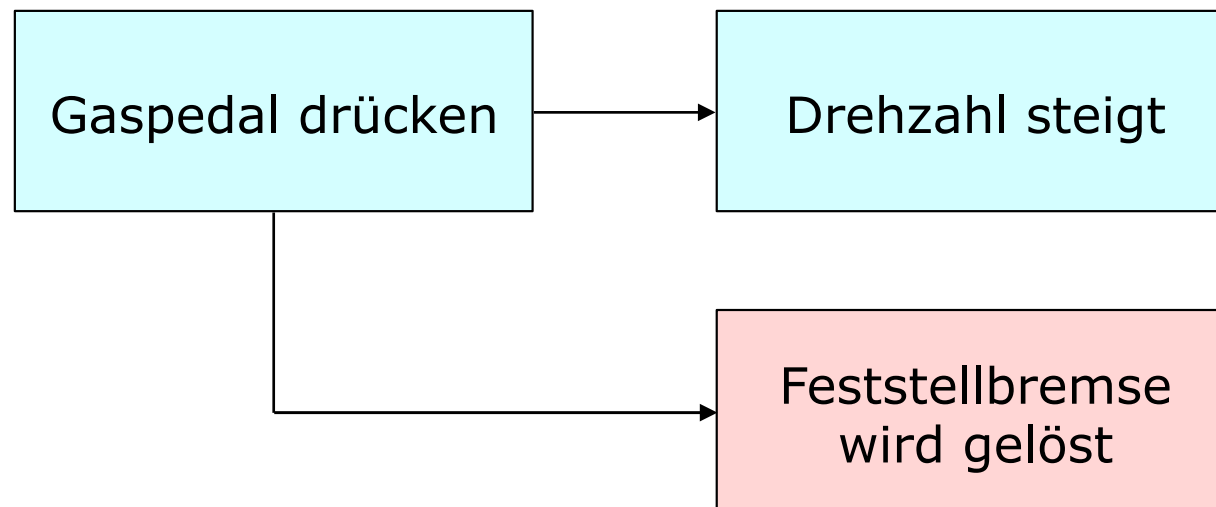 Gaspedal drücken
Drehzahl steigt
Feststellbremse
wird gelöst